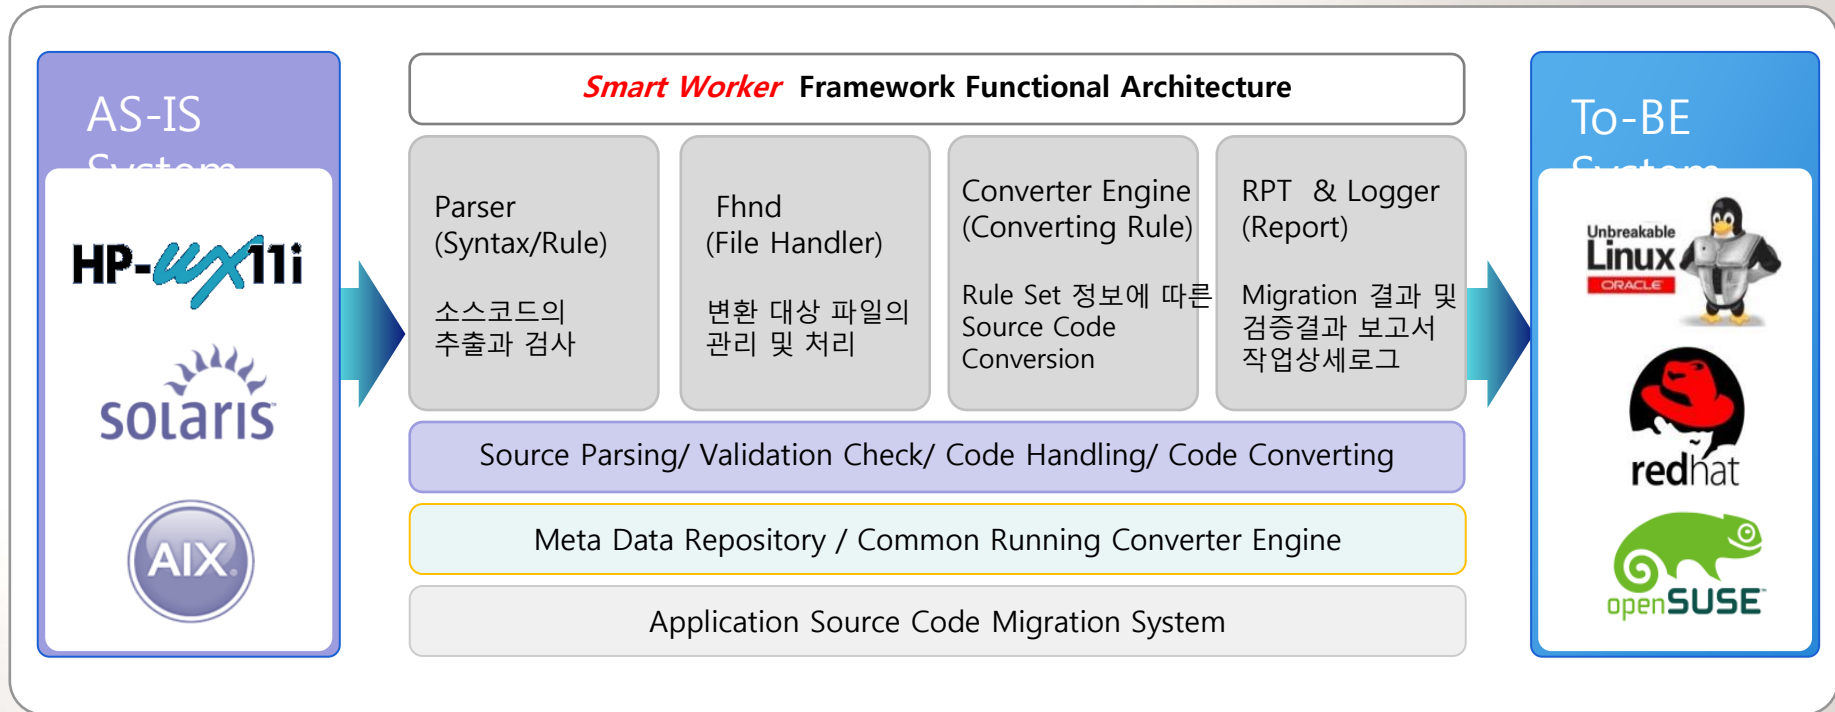 AS-IS
System
HP-ux11i
solaris
AIX
Smart Worker Framework Functional Architecture
Parser
(Syntax/Rule)
소스코드의
추출과 검사
Fhnd
(File Handler)
변환 대상 파일의
관리 및 처리
Converter Engine
(Converting Rule)
Rule Set 정보에 따른
Source Code
Conversion
RPT & Logger
(Report)
Migration 결과 및
검증결과 보고서
작업상세로그
Source Parsing/ Validation Check/ Code Handling/ Code Converting
Meta Data Repository / Common Running Converter Engine
Application Source Code Migration System
To-BE
System
Unbreakable
Linux
ORACLE
redhat
openSUSE